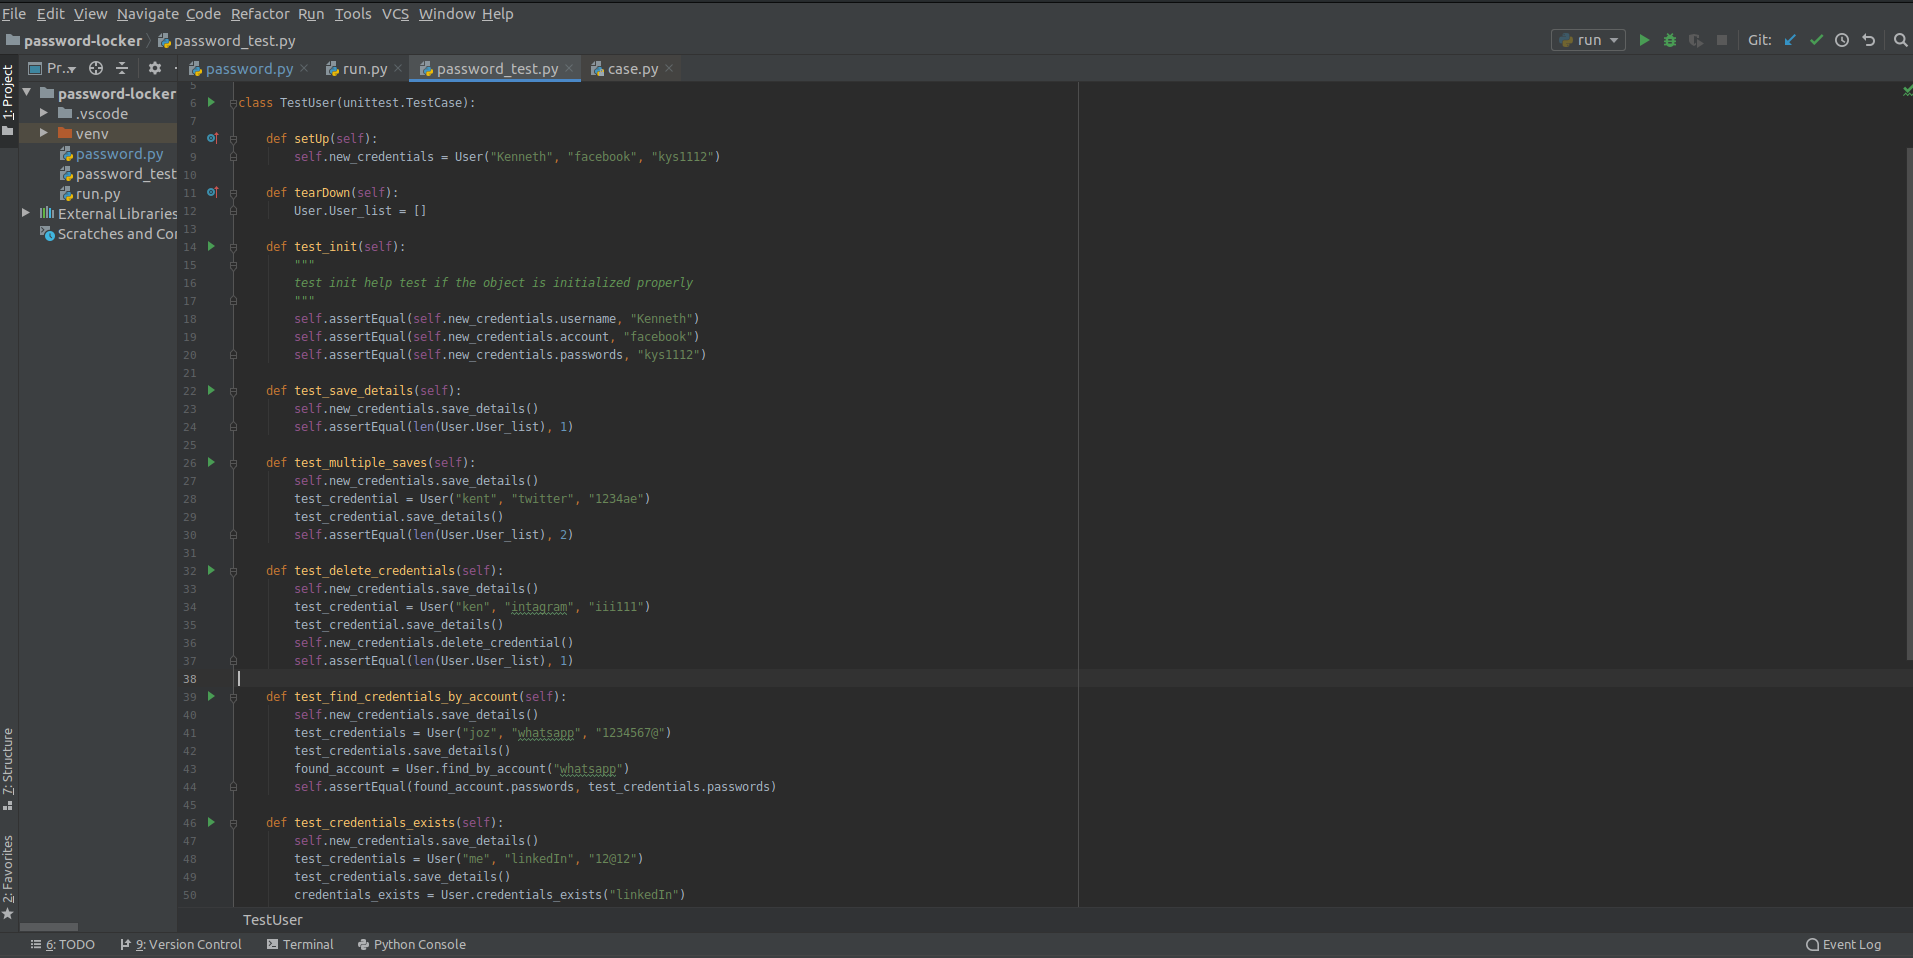 File Edit View Navigate Code Refactor Run Tools VCS Window Help
password-locker password_test.py run Git:
1: Project
Pr..
password.py run.py password_test.py case.py
password-locker
.vscode
venv
password.py
password_test
run.py
External Libraries
Scratches and Con
7: Structure
2: Favorites
5
6 class TestUser(unittest.TestCase):
7
8     def setUp(self):
9         self.new_credentials = User("Kenneth", "facebook", "kys1112")
10
11     def tearDown(self):
12         User.User_list = []
13
14     def test_init(self):
15         """
16         test init help test if the object is initialized properly
17         """
18         self.assertEqual(self.new_credentials.username, "Kenneth")
19         self.assertEqual(self.new_credentials.account, "facebook")
20         self.assertEqual(self.new_credentials.passwords, "kys1112")
21
22     def test_save_details(self):
23         self.new_credentials.save_details()
24         self.assertEqual(len(User.User_list), 1)
25
26     def test_multiple_saves(self):
27         self.new_credentials.save_details()
28         test_credential = User("kent", "twitter", "1234ae")
29         test_credential.save_details()
30         self.assertEqual(len(User.User_list), 2)
31
32     def test_delete_credentials(self):
33         self.new_credentials.save_details()
34         test_credential = User("ken", "intagram", "iii111")
35         test_credential.save_details()
36         self.new_credentials.delete_credential()
37         self.assertEqual(len(User.User_list), 1)
38
39     def test_find_credentials_by_account(self):
40         self.new_credentials.save_details()
41         test_credentials = User("joz", "whatsapp", "1234567@")
42         test_credentials.save_details()
43         found_account = User.find_by_account("whatsapp")
44         self.assertEqual(found_account.passwords, test_credentials.passwords)
45
46     def test_credentials_exists(self):
47         self.new_credentials.save_details()
48         test_credentials = User("me", "linkedIn", "12@12")
49         test_credentials.save_details()
50         credentials_exists = User.credentials_exists("linkedIn")
TestUser
6: TODO 9: Version Control Terminal Python Console Event Log